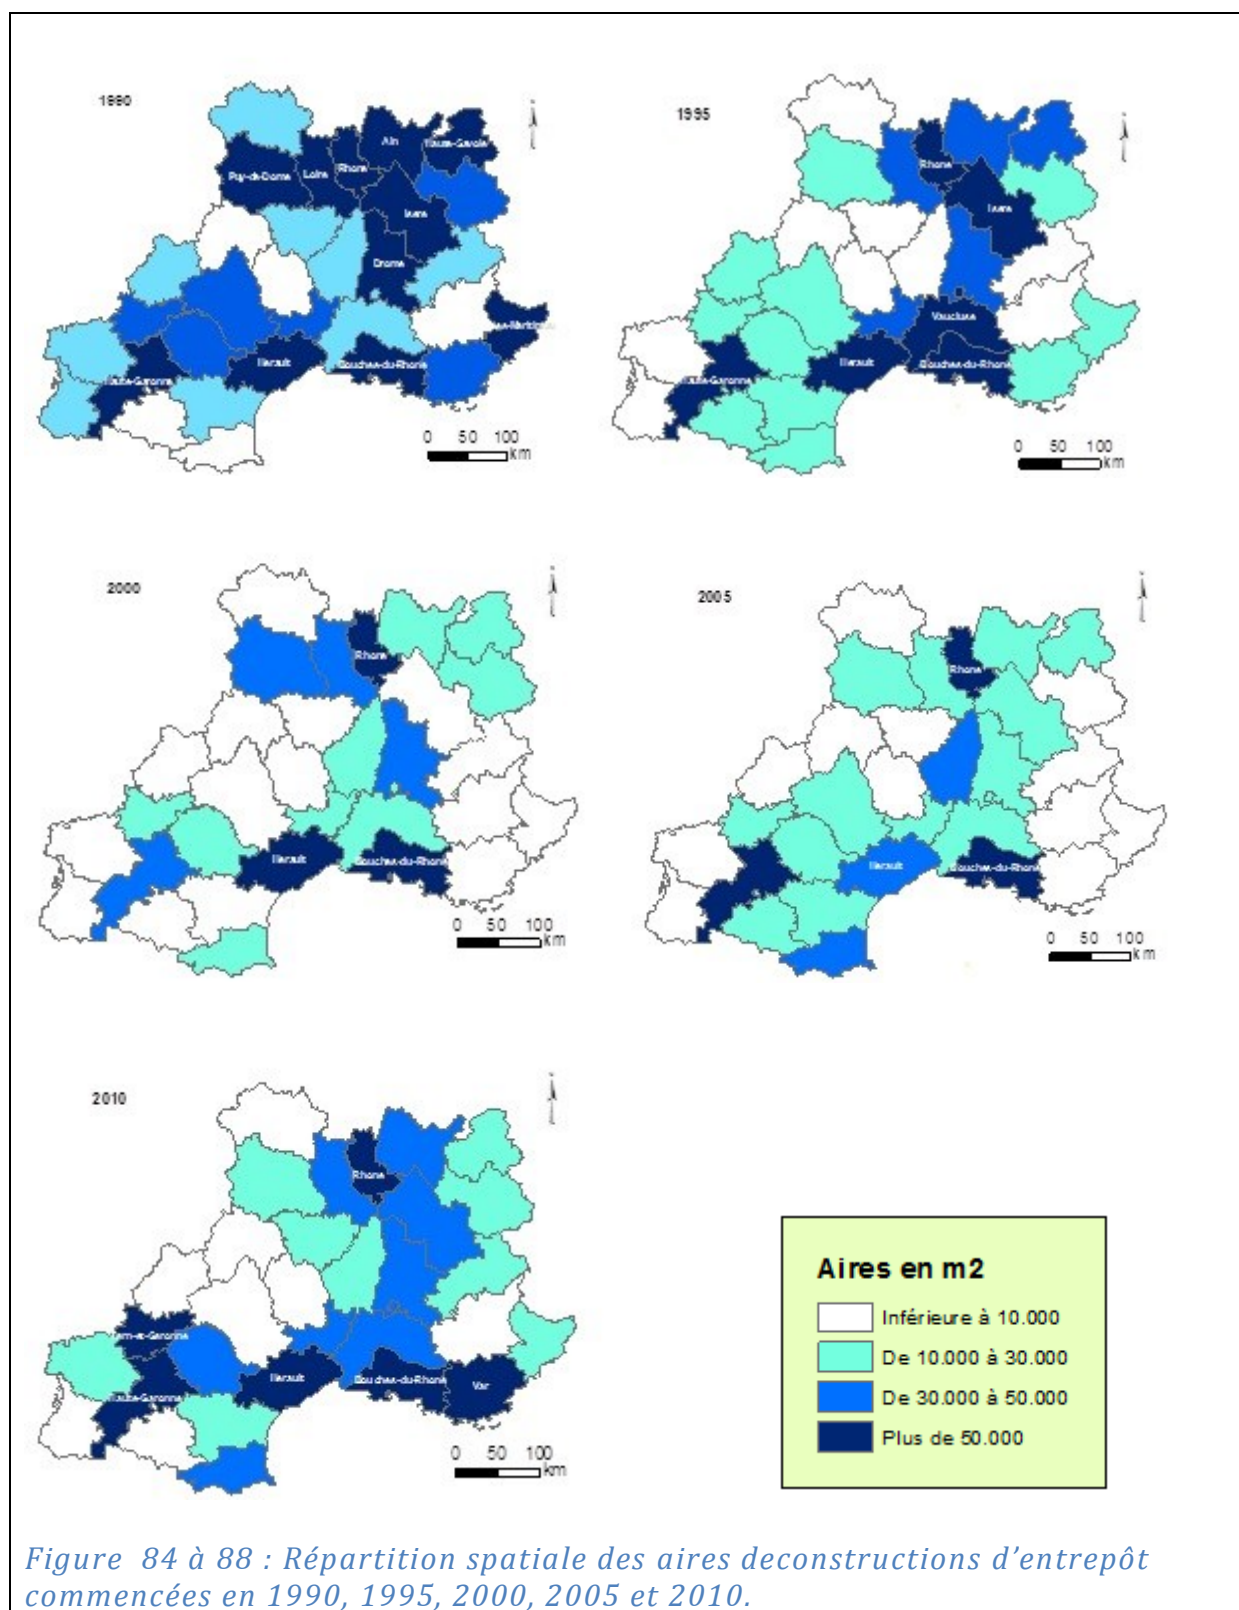 1990
Puy-de-Dome
Loire
Rhone
Ain
Haute-Savoie
Isere
Drome
Haute-Garonne
Herault
Bouches-du-Rhone
0 50 100
km
1995
Rhone
Isere
Vaucluse
Haute-Garonne
Herault
Bouches-du-Rhone
0 50 100
km
2000
Rhone
Herault
Bouches-du-Rhone
0 50 100
km
2005
Rhone
Herault
Bouches-du-Rhone
0 50 100
km
2010
Rhone
Tarn-et-Garonne
Haute-Garonne
Herault
Bouches-du-Rhone
Var
0 50 100
km
Aires en m2
Inférieure à 10.000
De 10.000 à 30.000
De 30.000 à 50.000
Plus de 50.000
Figure 84 à 88 : Répartition spatiale des aires deconstructions d'entrepôt
commencées en 1990, 1995, 2000, 2005 et 2010.